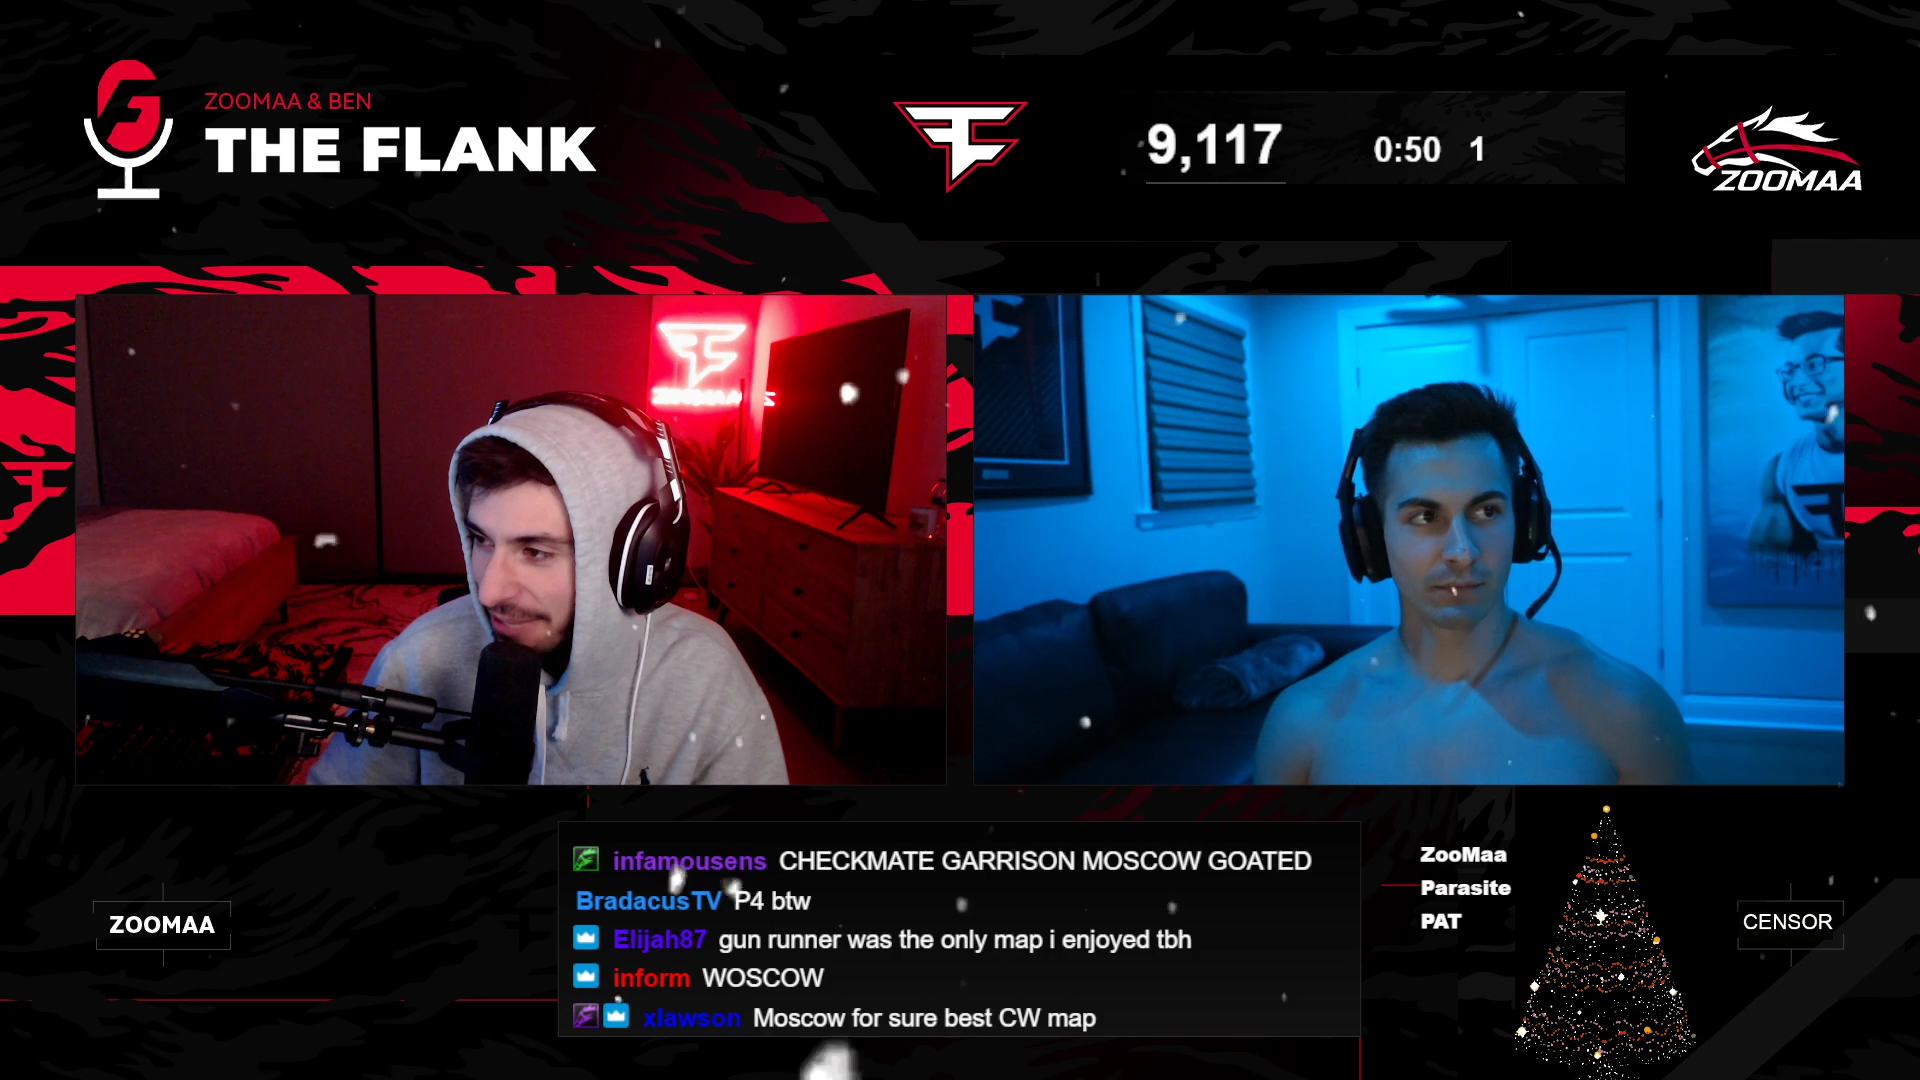 ZOOMAA & BEN
THE FLANK
9,117
0:50 1
ZOOMAA
ZOOMAA
infamousens CHECKMATE GARRISON MOSCOW GOATED
BradacusTV P4 btw
Elijah87 gun runner was the only map i enjoyed tbh
inform WOSCOW
xlawson Moscow for sure best CW map
ZooMaa
Parasite
PAT
ZOOMAA
CENSOR